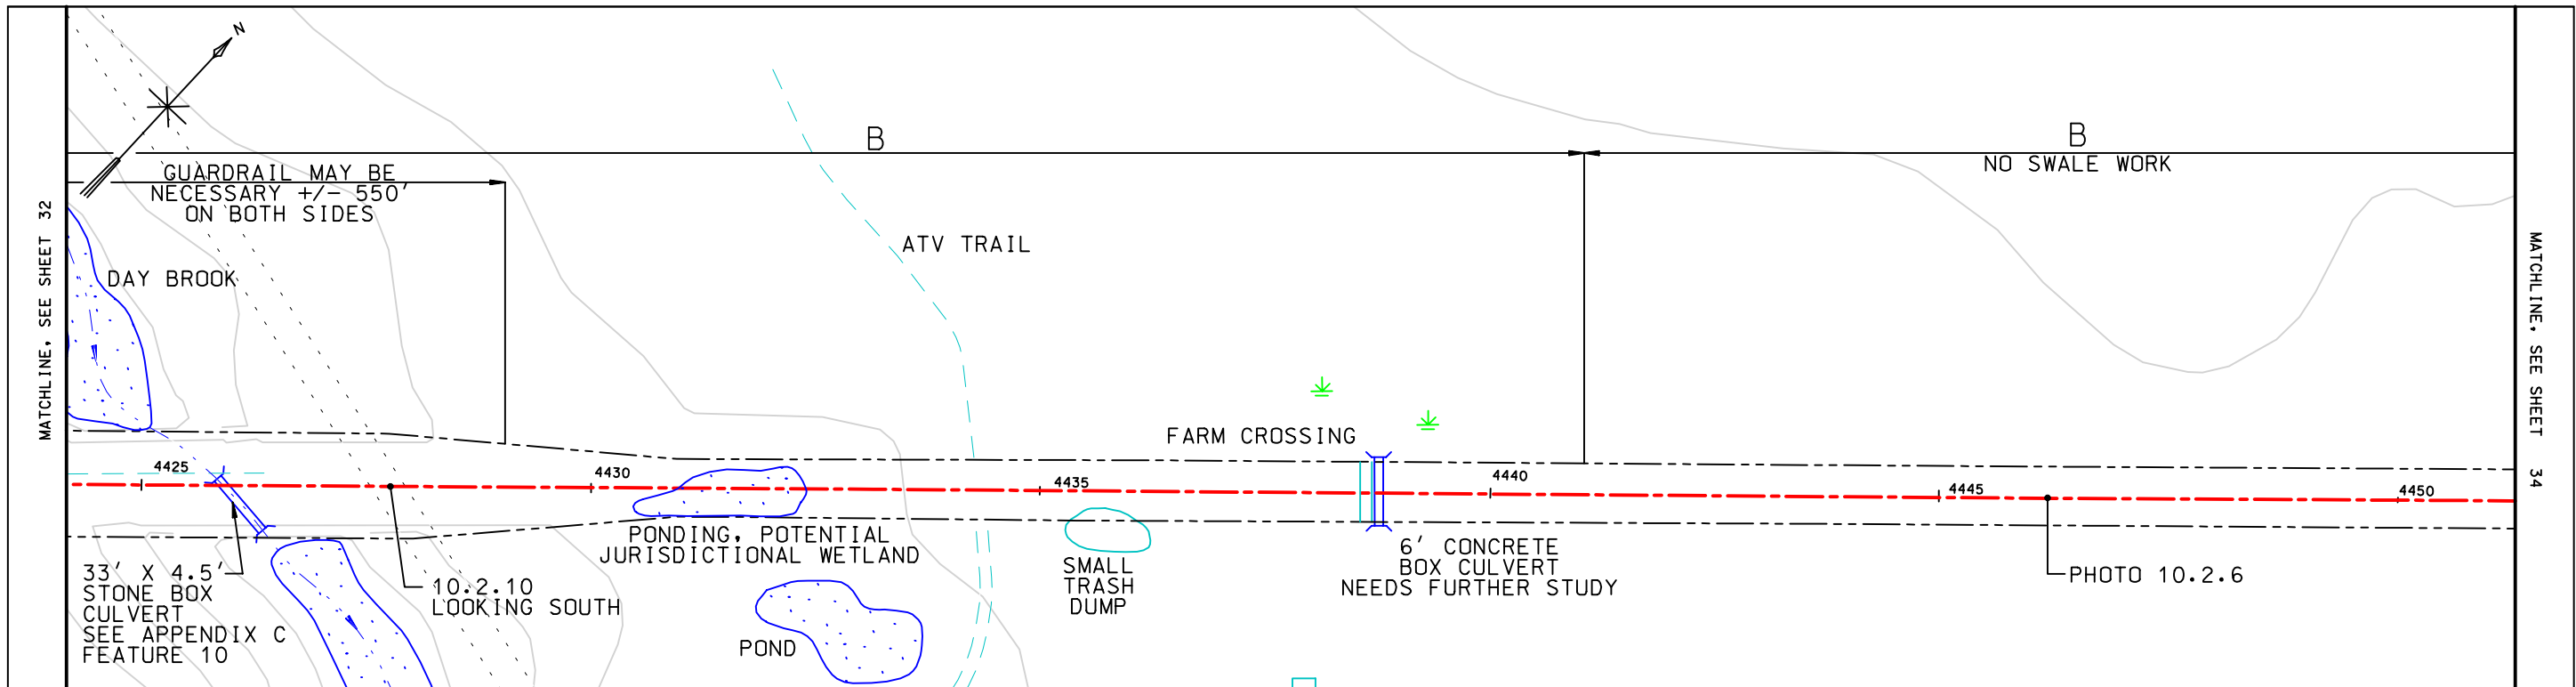 N
B
B
NO SWALE WORK
GUARDRAIL MAY BE
NECESSARY +/- 550'
ON BOTH SIDES
MATCHLINE, SEE SHEET 32
DAY BROOK
ATV TRAIL
MATCHLINE, SEE SHEET 34
FARM CROSSING
4425
4430
4435
4440
4445
4450
PONDING, POTENTIAL
JURISDICTIONAL WETLAND
33' X 4.5'
STONE BOX
CULVERT
SEE APPENDIX C
FEATURE 10
10.2.10
LOOKING SOUTH
POND
SMALL
TRASH
DUMP
6' CONCRETE
BOX CULVERT
NEEDS FURTHER STUDY
PHOTO 10.2.6